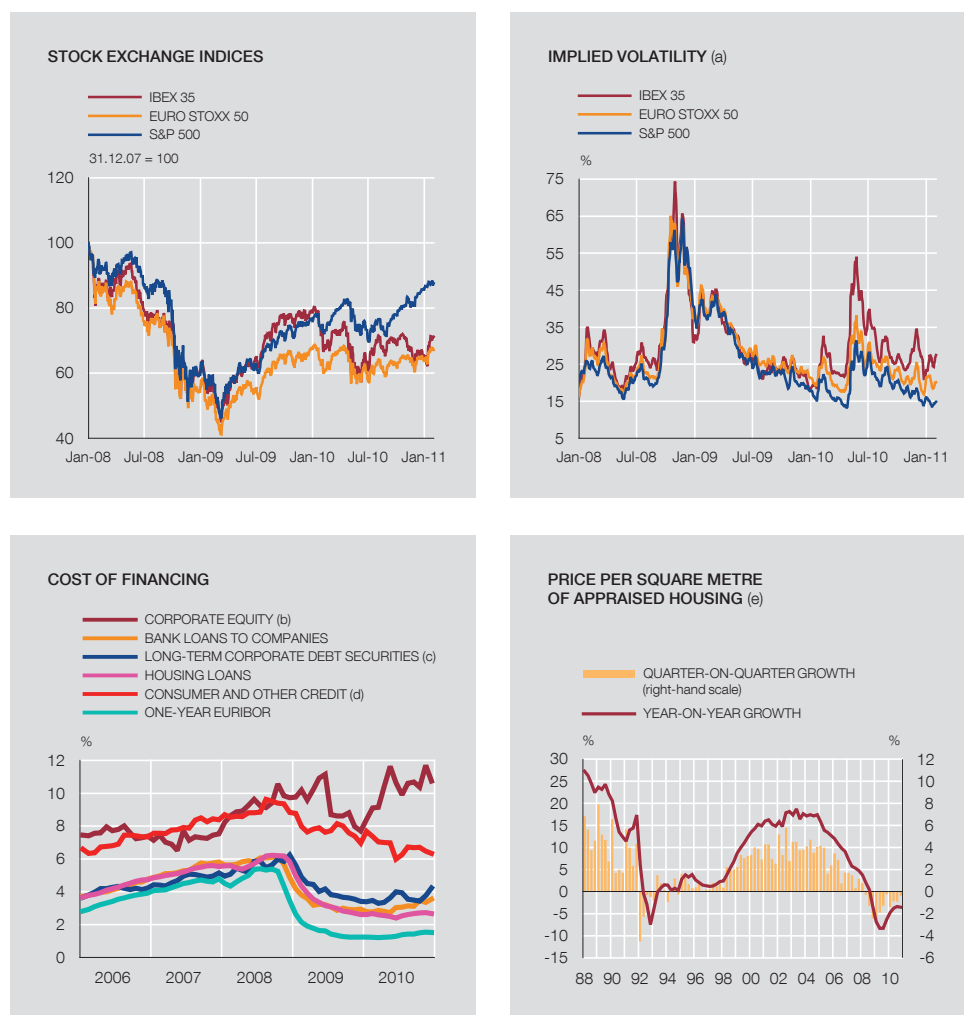 STOCK EXCHANGE INDICES
IBEX 35
EURO STOXX 50
S&P 500
31.12.07 = 100
120
100
80
60
40
Jan-08 Jul-08 Jan-09 Jul-09 Jan-10 Jul-10 Jan-11
IMPLIED VOLATILITY (a)
IBEX 35
EURO STOXX 50
S&P 500
%
75
65
55
45
35
25
15
5
Jan-08 Jul-08 Jan-09 Jul-09 Jan-10 Jul-10 Jan-11
COST OF FINANCING
CORPORATE EQUITY (b)
BANK LOANS TO COMPANIES
LONG-TERM CORPORATE DEBT SECURITIES (c)
HOUSING LOANS
CONSUMER AND OTHER CREDIT (d)
ONE-YEAR EURIBOR
%
12
10
8
6
4
2
0
2006 2007 2008 2009 2010
PRICE PER SQUARE METRE
OF APPRAISED HOUSING (e)
QUARTER-ON-QUARTER GROWTH
(right-hand scale)
YEAR-ON-YEAR GROWTH
% %
30 12
25 10
20 8
15 6
10 4
5 2
0 0
-5 -2
-10 -4
-15 -6
88 90 92 94 96 98 00 02 04 06 08 10